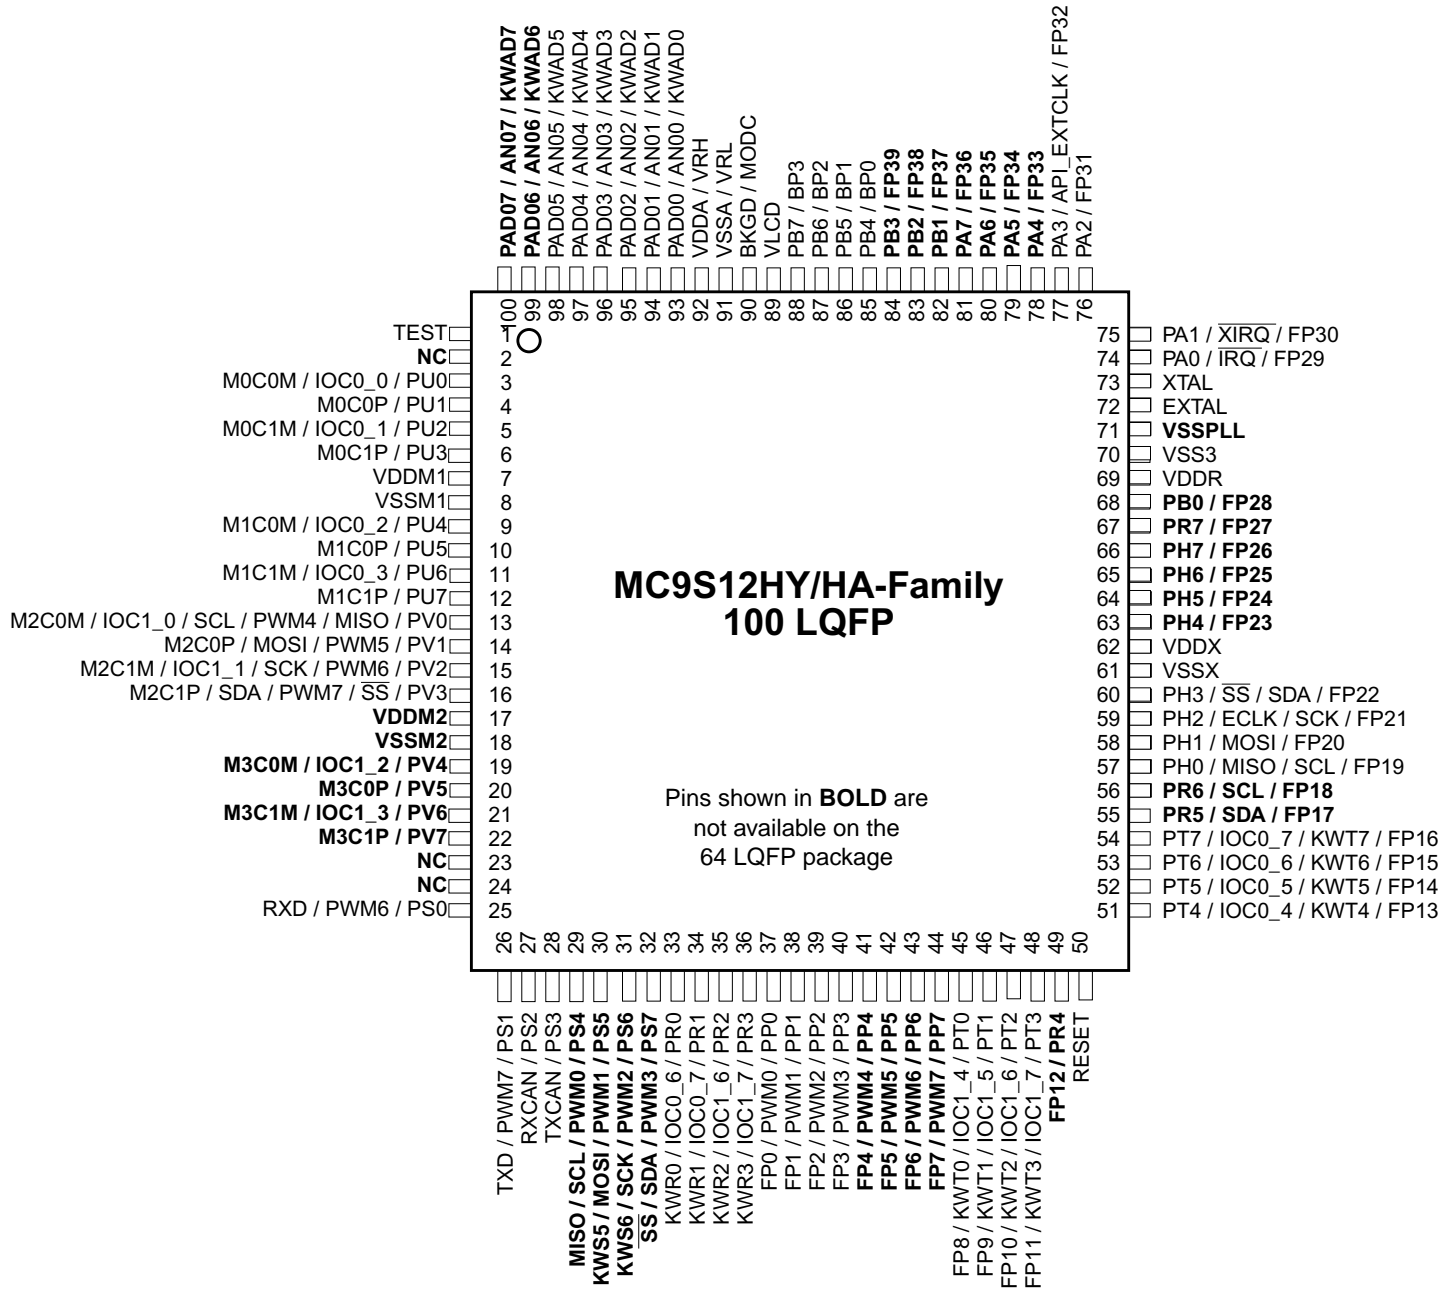 PAD07 / AN07 / KWAD7
PAD06 / AN06 / KWAD6
PAD05 / AN05 / KWAD5
PAD04 / AN04 / KWAD4
PAD03 / AN03 / KWAD3
PAD02 / AN02 / KWAD2
PAD01 / AN01 / KWAD1
PAD00 / AN00 / KWAD0
VDDA / VRH
VSSA / VRL
BKGD / MODC
VLCD
PB7 / BP3
PB6 / BP2
PB5 / BP1
PB4 / BP0
PB3 / FP39
PB2 / FP38
PB1 / FP37
PA7 / FP36
PA6 / FP35
PA5 / FP34
PA4 / FP33
PA3 / API_EXTCLK / FP32
PA2 / FP31
100
99
98
97
96
95
94
93
92
91
90
89
88
87
86
85
84
83
82
81
80
79
78
77
76
TEST 1
NC 2
M0C0M / IOC0_0 / PU0 3
M0C0P / PU1 4
M0C1M / IOC0_1 / PU2 5
M0C1P / PU3 6
VDDM1 7
VSSM1 8
M1C0M / IOC0_2 / PU4 9
M1C0P / PU5 10
M1C1M / IOC0_3 / PU6 11
M1C1P / PU7 12
M2C0M / IOC1_0 / SCL / PWM4 / MISO / PV0 13
M2C0P / MOSI / PWM5 / PV1 14
M2C1M / IOC1_1 / SCK / PWM6 / PV2 15
M2C1P / SDA / PWM7 / SS / PV3 16
VDDM2 17
VSSM2 18
M3C0M / IOC1_2 / PV4 19
M3C0P / PV5 20
M3C1M / IOC1_3 / PV6 21
M3C1P / PV7 22
NC 23
NC 24
RXD / PWM6 / PS0 25
MC9S12HY/HA-Family
100 LQFP
Pins shown in BOLD are
not available on the
64 LQFP package
75 PA1 / XIRQ / FP30
74 PA0 / IRQ / FP29
73 XTAL
72 EXTAL
71 VSSPLL
70 VSS3
69 VDDR
68 PB0 / FP28
67 PR7 / FP27
66 PH7 / FP26
65 PH6 / FP25
64 PH5 / FP24
63 PH4 / FP23
62 VDDX
61 VSSX
60 PH3 / SS / SDA / FP22
59 PH2 / ECLK / SCK / FP21
58 PH1 / MOSI / FP20
57 PH0 / MISO / SCL / FP19
56 PR6 / SCL / FP18
55 PR5 / SDA / FP17
54 PT7 / IOC0_7 / KWT7 / FP16
53 PT6 / IOC0_6 / KWT6 / FP15
52 PT5 / IOC0_5 / KWT5 / FP14
51 PT4 / IOC0_4 / KWT4 / FP13
26
27
28
29
30
31
32
33
34
35
36
37
38
39
40
41
42
43
44
45
46
47
48
49
50
TXD / PWM7 / PS1
RXCAN / PS2
TXCAN / PS3
MISO / SCL / PWM0 / PS4
KWS5 / MOSI / PWM1 / PS5
KWS6 / SCK / PWM2 / PS6
SS / SDA / PWM3 / PS7
KWR0 / IOC0_6 / PR0
KWR1 / IOC0_7 / PR1
KWR2 / IOC1_6 / PR2
KWR3 / IOC1_7 / PR3
FP0 / PWM0 / PP0
FP1 / PWM1 / PP1
FP2 / PWM2 / PP2
FP3 / PWM3 / PP3
FP4 / PWM4 / PP4
FP5 / PWM5 / PP5
FP6 / PWM6 / PP6
FP7 / PWM7 / PP7
FP8 / KWT0 / IOC1_4 / PT0
FP9 / KWT1 / IOC1_5 / PT1
FP10 / KWT2 / IOC1_6 / PT2
FP11 / KWT3 / IOC1_7 / PT3
FP12 / PR4
RESET